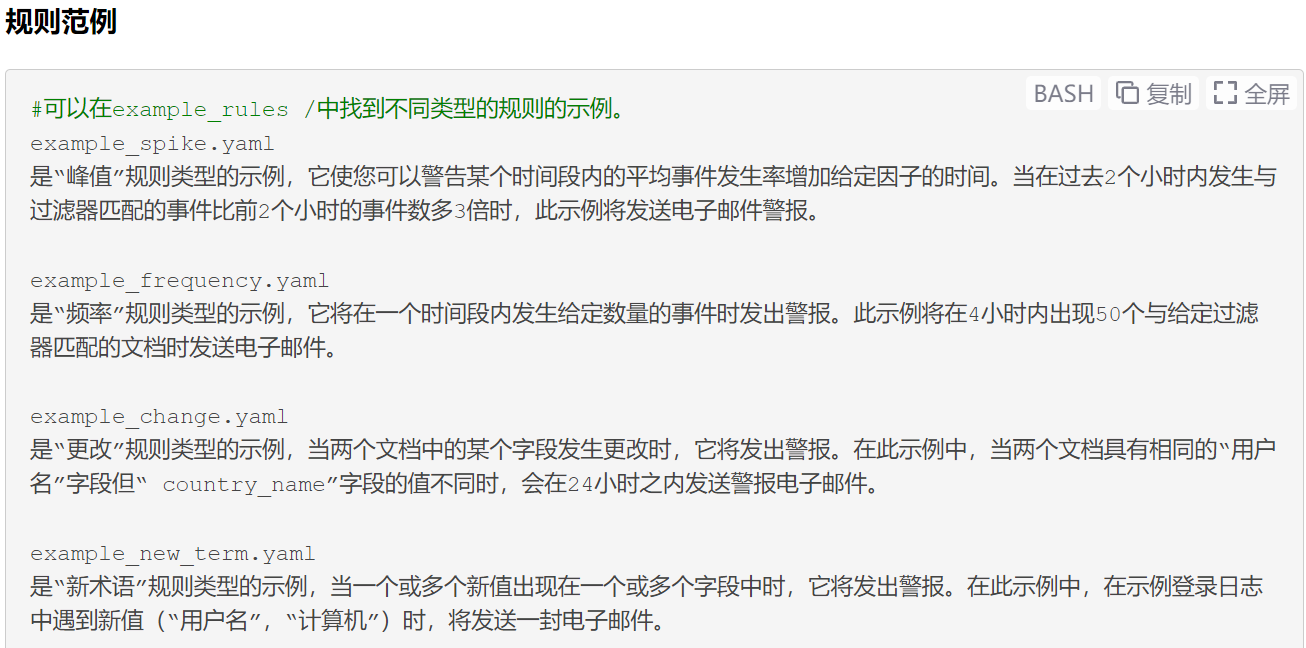 规则范例
BASH 复制 全屏
#可以在example_rules /中找到不同类型的规则的示例。
example_spike.yaml
是“峰值”规则类型的示例，它使您可以警告某个时间段内的平均事件发生率增加给定因子的时间。当在过去2个小时内发生与
过滤器匹配的事件比前2个小时的事件数多3倍时，此示例将发送电子邮件警报。
example_frequency.yaml
是“频率”规则类型的示例，它将在一个时间段内发生给定数量的事件时发出警报。此示例将在4小时内出现50个与给定过滤
器匹配的文档时发送电子邮件。
example_change.yaml
是“更改”规则类型的示例，当两个文档中的某个字段发生更改时，它将发出警报。在此示例中，当两个文档具有相同的“用户
名”字段但“ country_name”字段的值不同时，会在24小时之内发送警报电子邮件。
example_new_term.yaml
是“新术语”规则类型的示例，当一个或多个新值出现在一个或多个字段中时，它将发出警报。在此示例中，在示例登录日志
中遇到新值（“用户名”，“计算机”）时，将发送一封电子邮件。